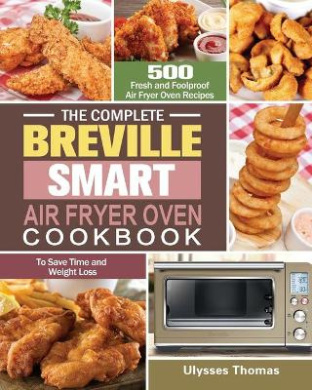 500
Fresh and Foolproof
Air Fryer Oven Recipes
THE COMPLETE
BREVILLE
SMART
AIR FRYER OVEN
COOKBOOK
To Save Time and
Weight Loss
Ulysses Thomas